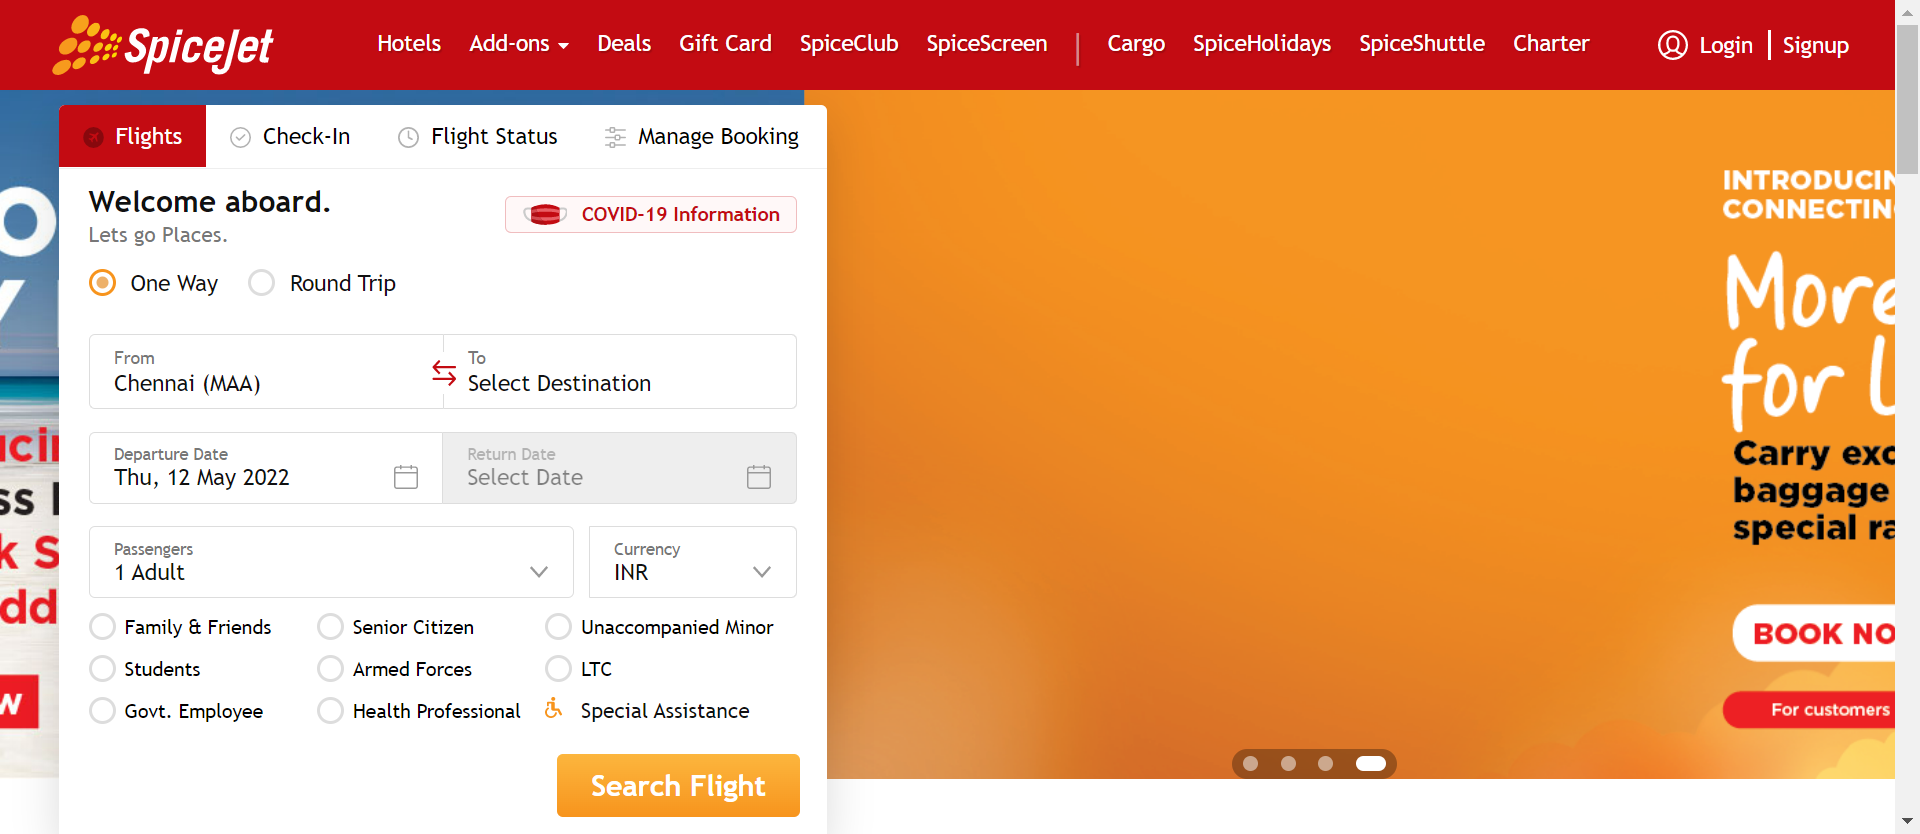 SpiceJet
Hotels Add-ons Deals Gift Card SpiceClub SpiceScreen | Cargo SpiceHolidays SpiceShuttle Charter Login | Signup
Flights Check-In Flight Status Manage Booking
Welcome aboard.
COVID-19 Information
Lets go Places.
One Way Round Trip
From
Chennai (MAA)
To
Select Destination
Departure Date
Thu, 12 May 2022
Return Date
Select Date
Passengers
1 Adult
Currency
INR
Family & Friends Senior Citizen Unaccompanied Minor
Students Armed Forces LTC
Govt. Employee Health Professional Special Assistance
Search Flight
INTRODUCIN
CONNECTIN
More
for
Carry exc
baggage
special ra
BOOK NO
For customers